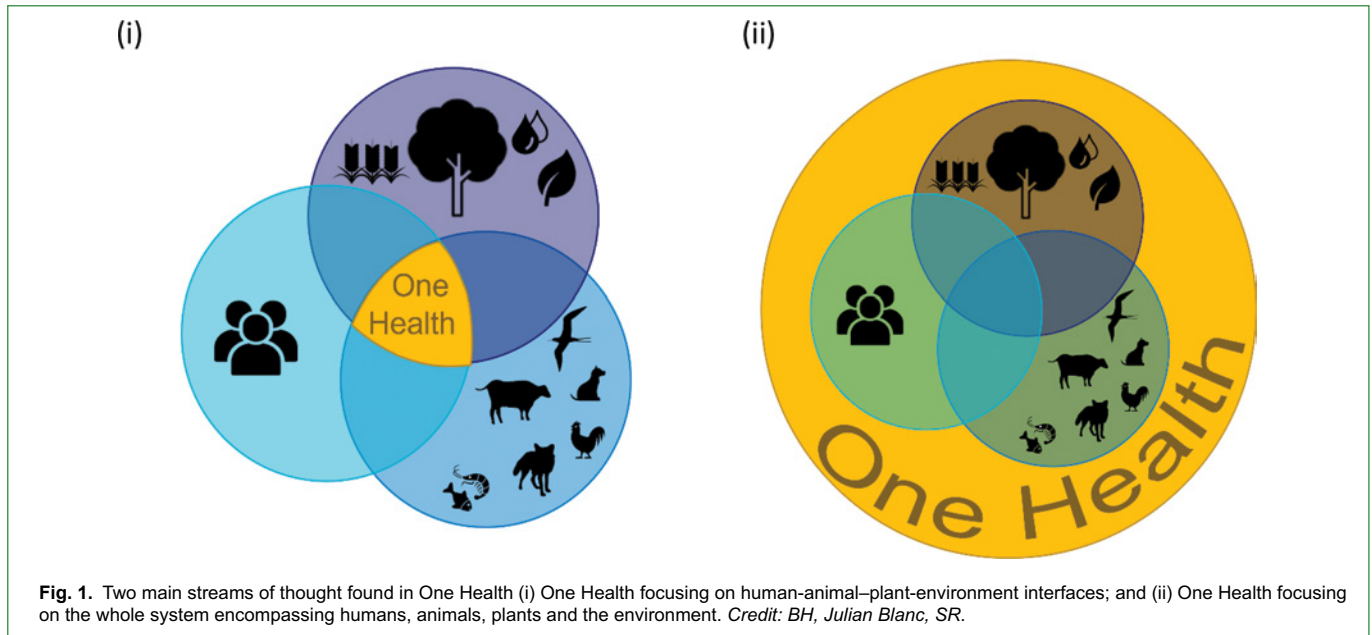 (i)
(ii)
One
Health
One Health
Fig. 1. Two main streams of thought found in One Health (i) One Health focusing on human-animal–plant-environment interfaces; and (ii) One Health focusing
on the whole system encompassing humans, animals, plants and the environment. Credit: BH, Julian Blanc, SR.